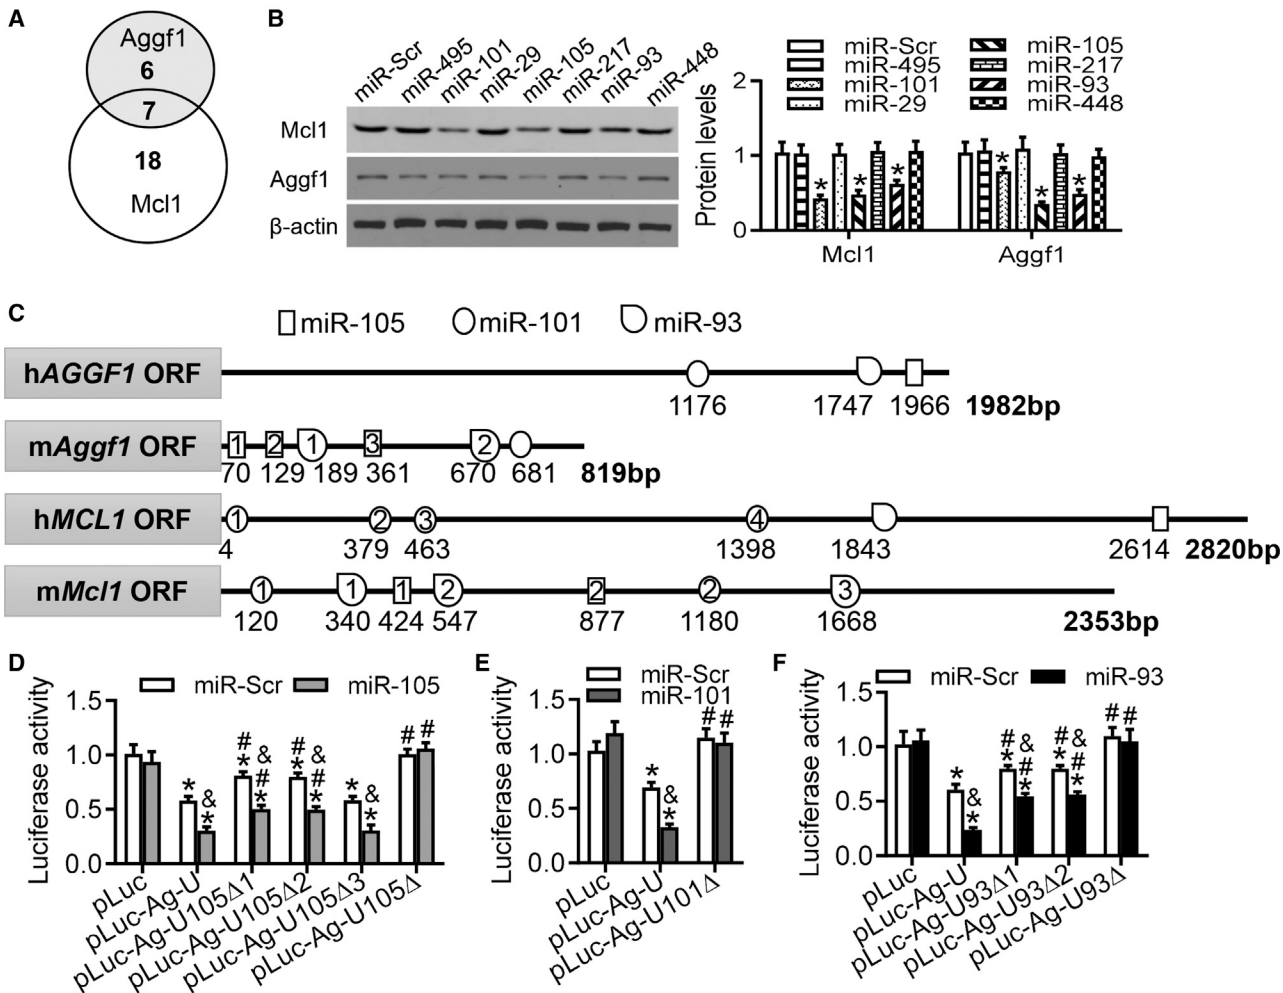 A
Aggf1
6
7
18
Mcl1
B
miR-Scr
miR-495
miR-101
miR-29
miR-105
miR-217
miR-93
miR-448
Mcl1
Aggf1
β-actin
miR-Scr
miR-495
miR-101
miR-29
miR-105
miR-217
miR-93
miR-448
Protein levels
2
1
0
* * *
* * *
Mcl1
Aggf1
C
miR-105 miR-101 miR-93
hAGGF1 ORF
1176 1747 1966 1982bp
mAggf1 ORF
1 2 1 3 2
70 129 189 361 670 681 819bp
hMCL1 ORF
1 2 3 4
4 379 463 1398 1843 2614 2820bp
mMcl1 ORF
1 1 1 2 2 2 3
120 340 424 547 877 1180 1668 2353bp
D
miR-Scr miR-105
Luciferase activity
1.5
1.0
0.5
0.0
*
&
*
#
*
&
#
*
#
*
&
#
*
*
&
*
# #
pLuc
pLuc-Ag-U
pLuc-Ag-U105Δ1
pLuc-Ag-U105Δ2
pLuc-Ag-U105Δ3
pLuc-Ag-U105Δ
E
miR-Scr
miR-101
Luciferase activity
1.5
1.0
0.5
0.0
*
&
*
# #
pLuc
pLuc-Ag-U
pLuc-Ag-U101Δ
F
miR-Scr miR-93
Luciferase activity
1.5
1.0
0.5
0.0
*
&
*
#
*
&
#
*
#
*
&
#
*
# #
pLuc
pLuc-Ag-U
pLuc-Ag-U93Δ1
pLuc-Ag-U93Δ2
pLuc-Ag-U93Δ